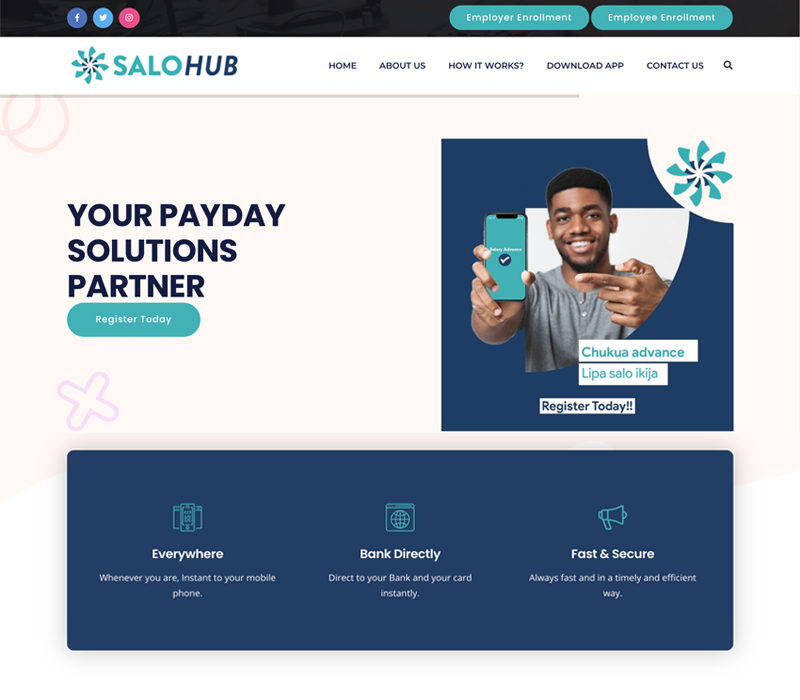 Employer Enrollment
Employee Enrollment
SALOHUB
HOME
ABOUT US
HOW IT WORKS?
DOWNLOAD APP
CONTACT US
YOUR PAYDAY
SOLUTIONS
PARTNER
Register Today
Salary Advance
Chukua advance
Lipa salo ikija
Register Today!!
Everywhere
Whenever you are, Instant to your mobile
phone.
Bank Directly
Direct to your Bank and your card
instantly.
Fast & Secure
Always fast and in a timely and efficient
way.